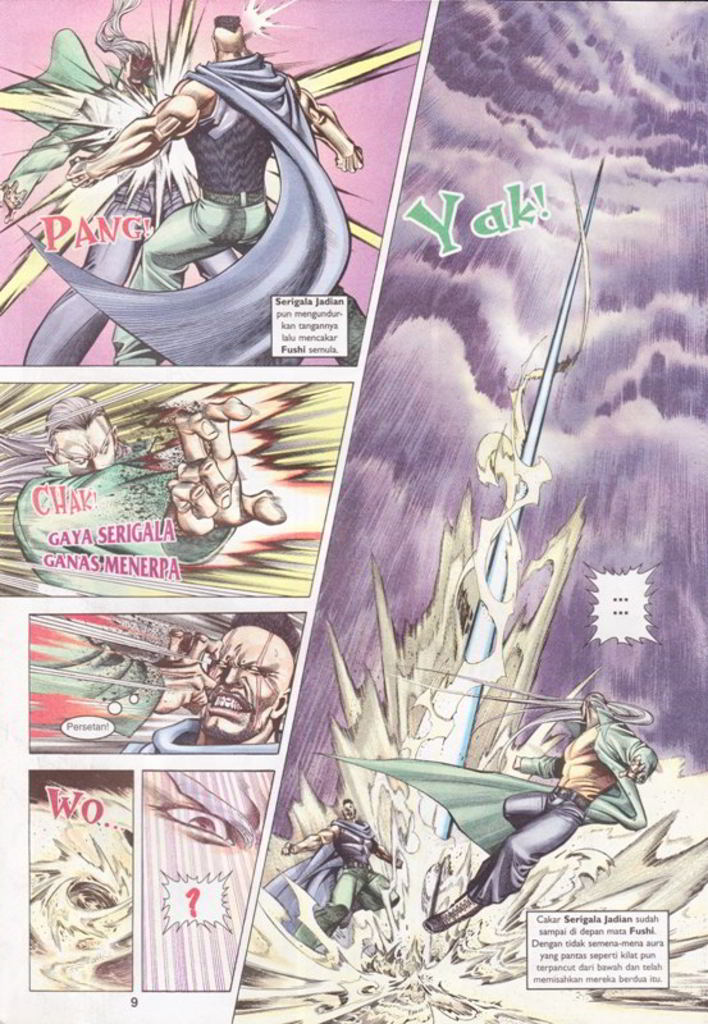 PANG!
Serigala Jadian
pun mengundur-
kan tangannya
lalu mencakar
Fushi semula.
CHAK!
GAYA SERIGALA
GANAS MENERPA
Persetan!
WO...
?
9
Yak!
...
...
Cakar Serigala Jadian sudah
sampai di depan mata Fushi.
Dengan tidak semena-mena aura
yang pantas seperti kilat pun
terpancut dari bawah dan telah
memisahkan mereka berdua itu.